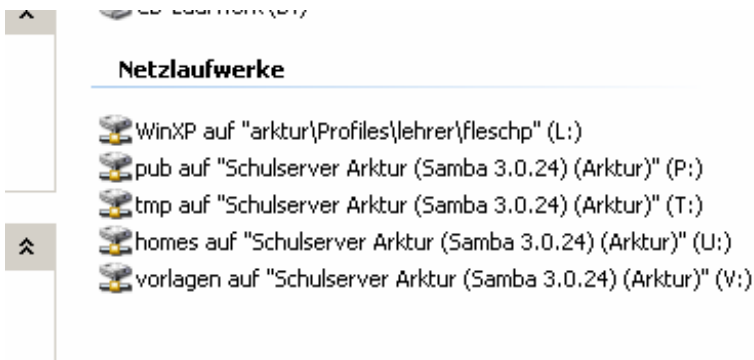 Netzlaufwerke
WinXP auf "arktur\Profiles\lehrer\fleschp" (L:)
pub auf "Schulserver Arktur (Samba 3.0.24) (Arktur)" (P:)
tmp auf "Schulserver Arktur (Samba 3.0.24) (Arktur)" (T:)
homes auf "Schulserver Arktur (Samba 3.0.24) (Arktur)" (U:)
vorlagen auf "Schulserver Arktur (Samba 3.0.24) (Arktur)" (V:)